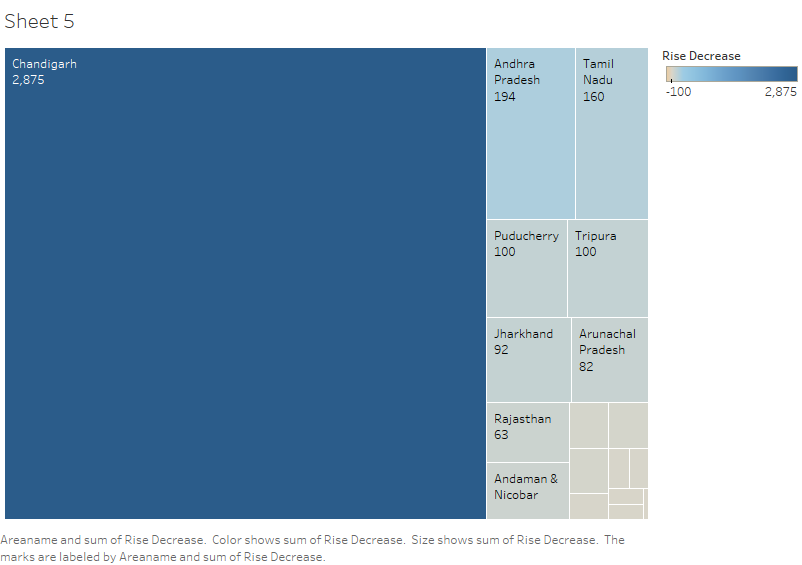 Sheet 5
Chandigarh
2,875
Andhra
Pradesh
194
Tamil
Nadu
160
Puducherry
100
Tripura
100
Jharkhand
92
Arunachal
Pradesh
82
Rajasthan
63
Andaman &
Nicobar
Rise Decrease
-100 2,875
Areaname and sum of Rise Decrease. Color shows sum of Rise Decrease. Size shows sum of Rise Decrease. The
marks are labeled by Areaname and sum of Rise Decrease.